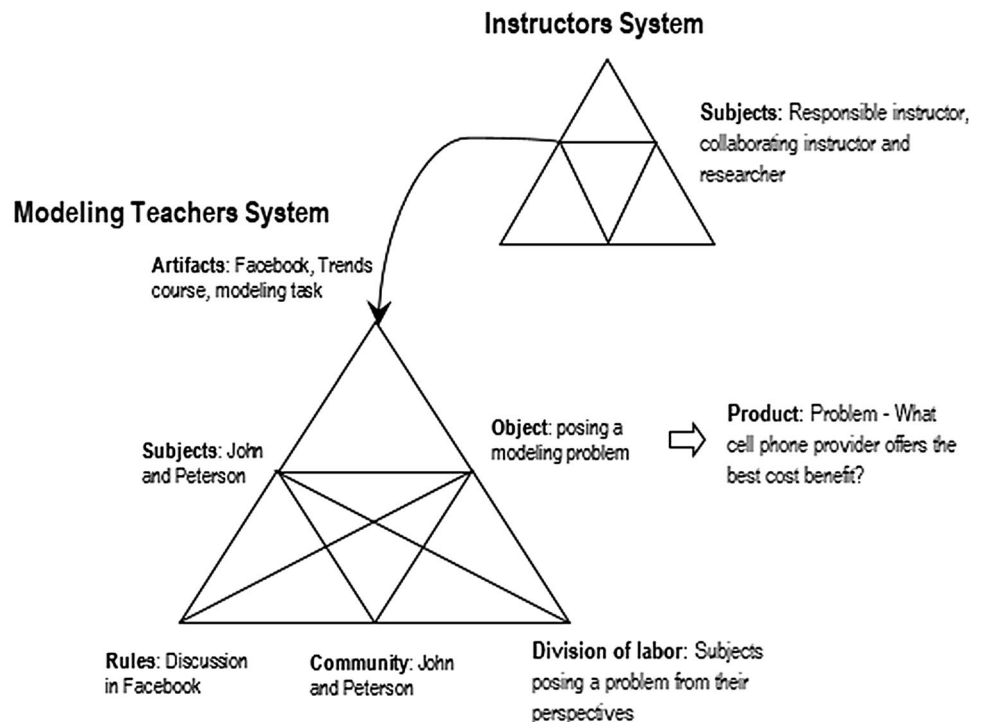 Instructors System
Subjects: Responsible instructor,
collaborating instructor and
researcher
Modeling Teachers System
Artifacts: Facebook, Trends
course, modeling task
Subjects: John
and Peterson
Object: posing a
modeling problem
Product: Problem - What
cell phone provider offers the
best cost benefit?
Rules: Discussion
in Facebook
Community: John
and Peterson
Division of labor: Subjects
posing a problem from their
perspectives